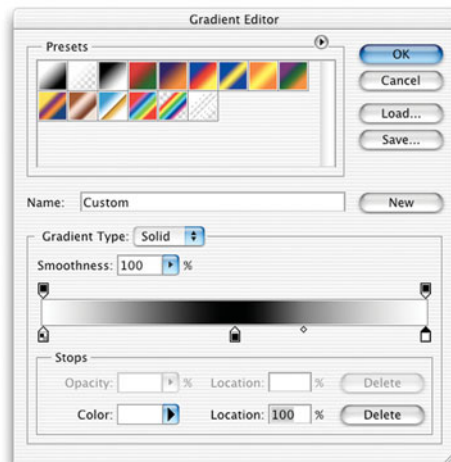 Gradient Editor
Presets
OK
Cancel
Load...
Save...
Name: Custom
New
Gradient Type: Solid
Smoothness: 100 %
Stops
Opacity: % Location: % Delete
Color: Location: 100 % Delete